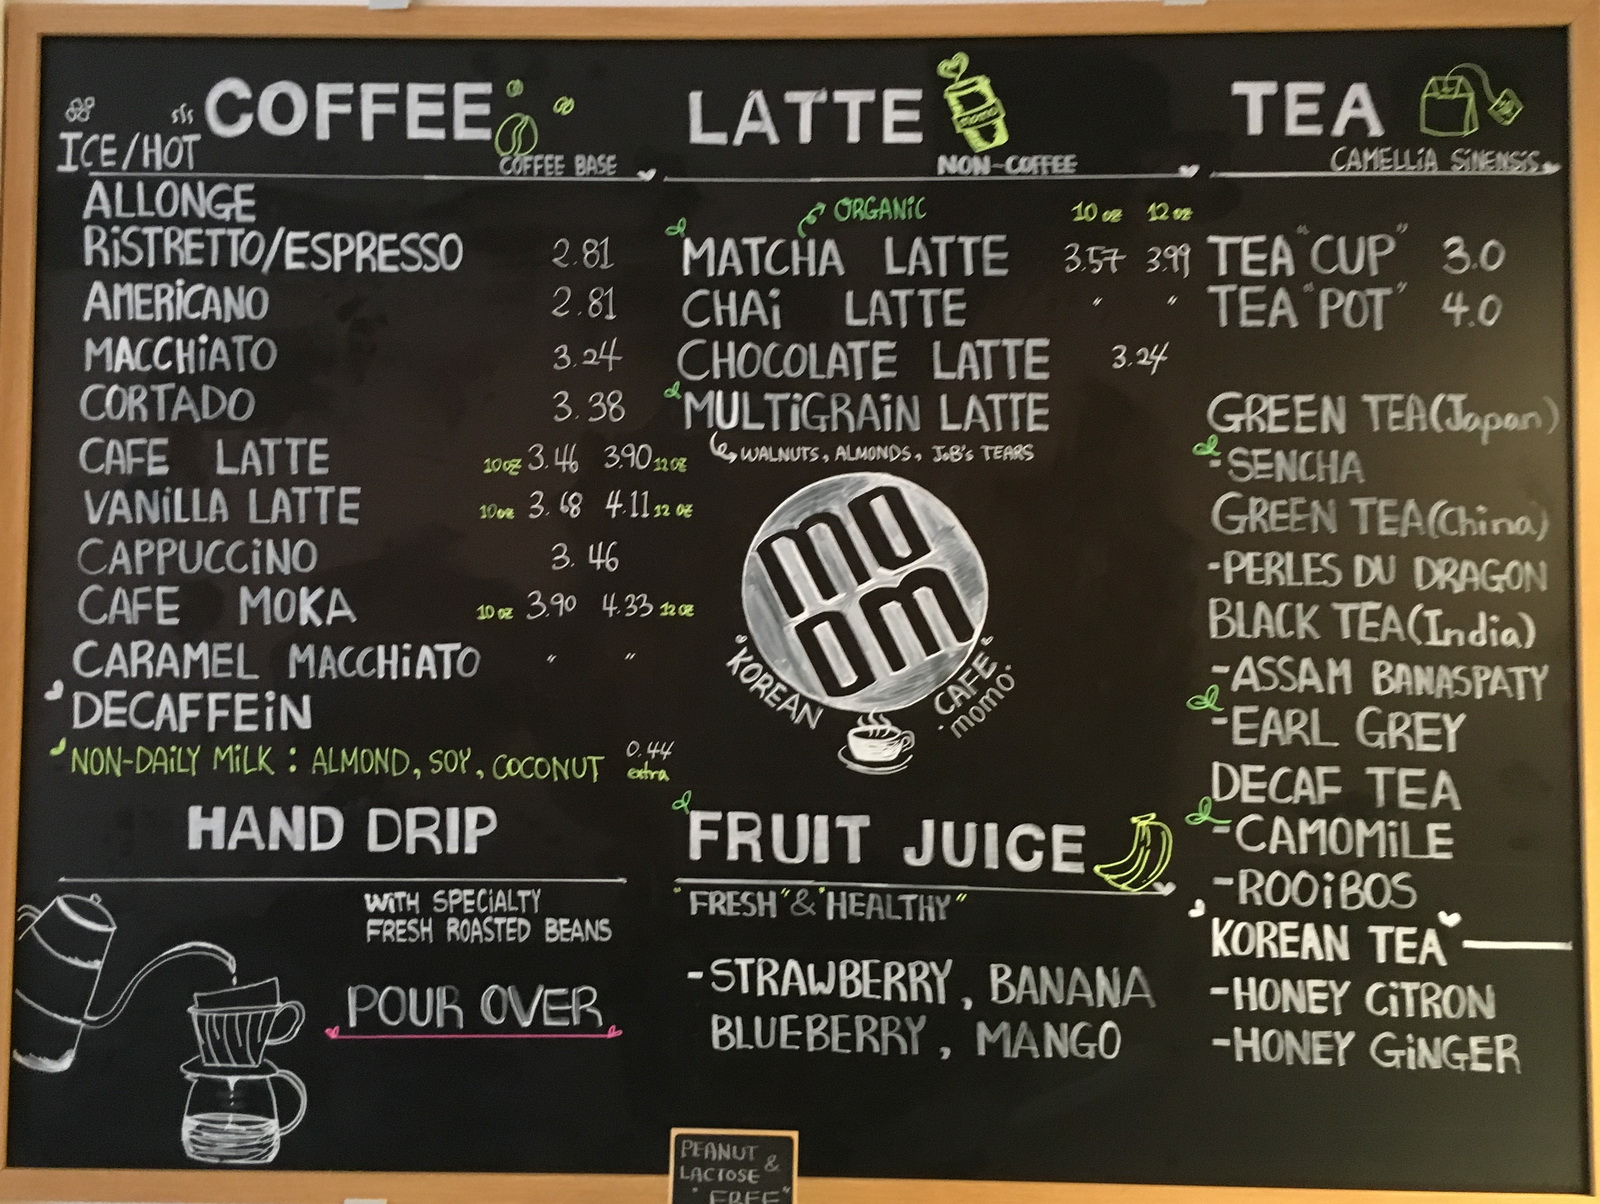 COFFEE
ICE/HOT
COFFEE BASE
ALLONGE
RiSTRETTO/ESPRESSO 2.81
AMERiCANO 2.81
MACCHiATO 3.24
CORTADO 3.38
CAFE LATTE 10oz 3.46 3.90 12oz
VANiLLA LATTE 10oz 3.68 4.11 12oz
CAPPUCCiNO 3.46
CAFE MOKA 10oz 3.90 4.33 12oz
CARAMEL MACCHiATO " "
DECAFFEiN
NON-DAiLY MiLK : ALMOND, SOY, COCONUT 0.44 extra
HAND DRIP
WiTH SPECiALTY
FRESH ROASTED BEANS
POUR OVER
LATTE
momo
NON-COFFEE
ORGANiC 10oz 12oz
MATCHA LATTE 3.57 3.99
CHAi LATTE " "
CHOCOLATE LATTE 3.24
MULTiGRAiN LATTE
WALNUTS, ALMONDS, JOB's TEARS
mo
om
"KOREAN CAFE"
·momo·
FRUIT JUICE
"FRESH" & "HEALTHY"
-STRAWBERRY, BANANA
BLUEBERRY, MANGO
TEA
CAMELLiA SiNENSiS
TEA "CUP" 3.0
TEA "POT" 4.0
GREEN TEA(Japan)
-SENCHA
GREEN TEA(China)
-PERLES DU DRAGON
BLACK TEA(India)
-ASSAM BANASPATY
-EARL GREY
DECAF TEA
-CAMOMiLE
-ROOiBOS
KOREAN TEA
-HONEY CiTRON
-HONEY GiNGER
PEANUT &
LACTOSE
"FREE"